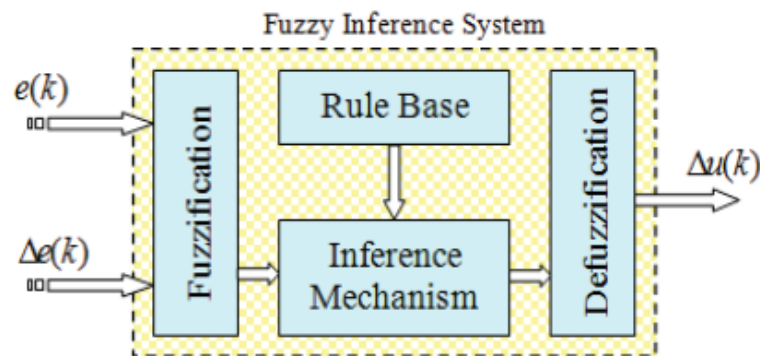 Fuzzy Inference System
e(k)
Δe(k)
Fuzzification
Rule Base
Inference
Mechanism
Defuzzification
Δu(k)